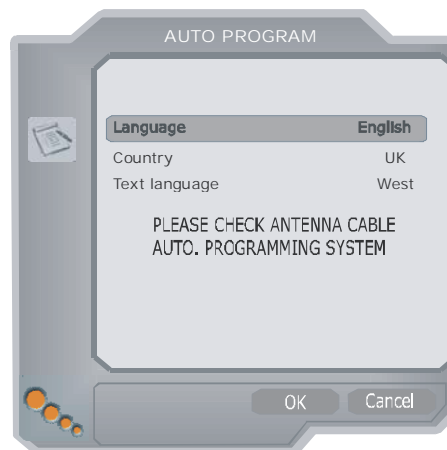 AUTO PROGRAM
Language English
Country UK
Text language West
PLEASE CHECK ANTENNA CABLE
AUTO. PROGRAMMING SYSTEM
OK Cancel